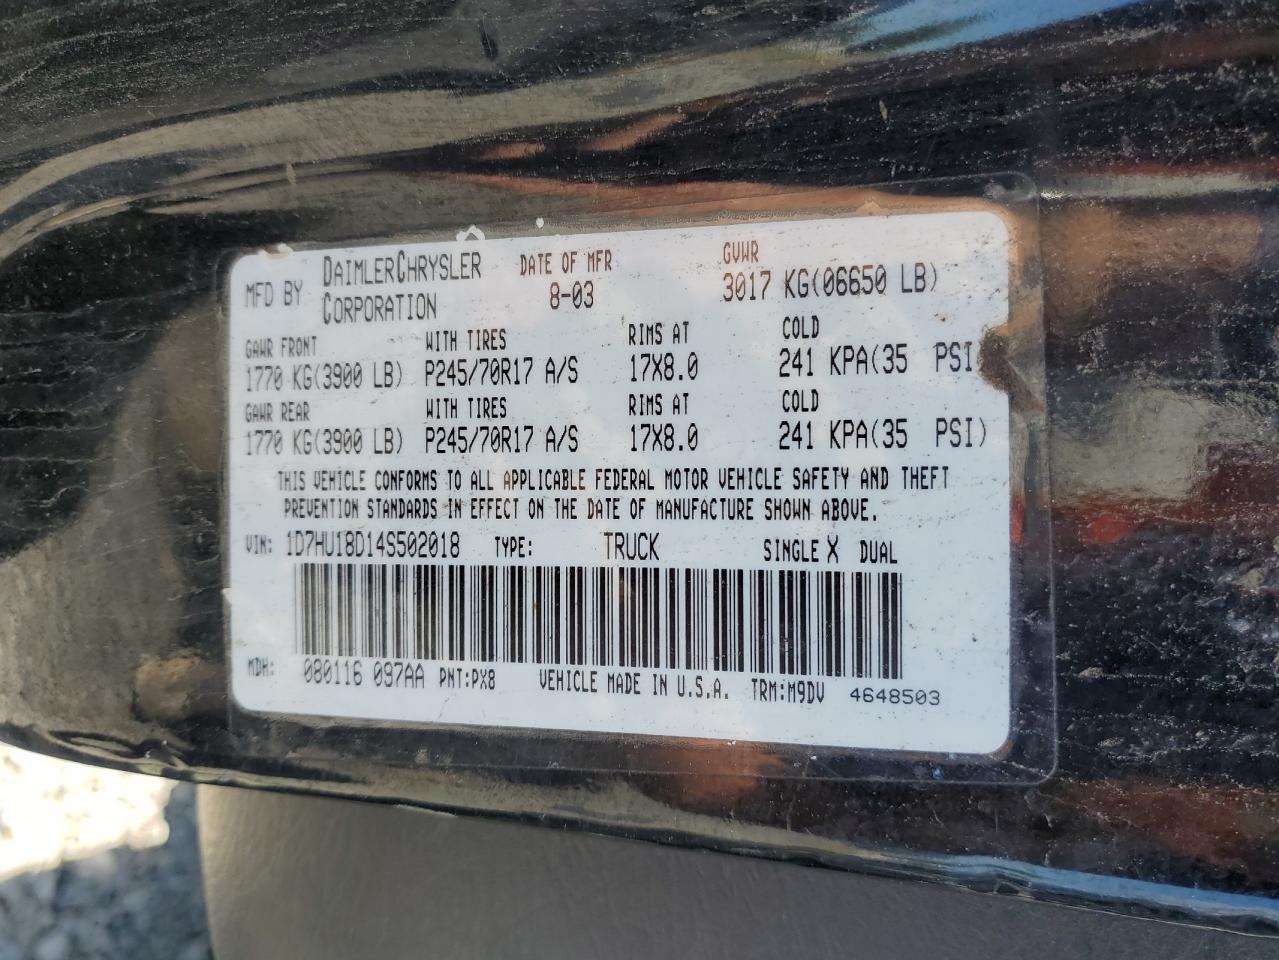 MFD BY DAIMLERCHRYSLER CORPORATION DATE OF MFR 8-03 GVWR 3017 KG(06650 LB)
GAWR FRONT WITH TIRES RIMS AT COLD
1770 KG(3900 LB) P245/70R17 A/S 17X8.0 241 KPA(35 PSI
GAWR REAR WITH TIRES RIMS AT COLD
1770 KG(3900 LB) P245/70R17 A/S 17X8.0 241 KPA(35 PSI)
THIS VEHICLE CONFORMS TO ALL APPLICABLE FEDERAL MOTOR VEHICLE SAFETY AND THEFT
PREVENTION STANDARDS IN EFFECT ON THE DATE OF MANUFACTURE SHOWN ABOVE.
VIN: 1D7HU18D14S502018 TYPE: TRUCK SINGLE X DUAL
MDH: 080116 097AA PNT:PX8 VEHICLE MADE IN U.S.A. TRM:M9DV 4648503